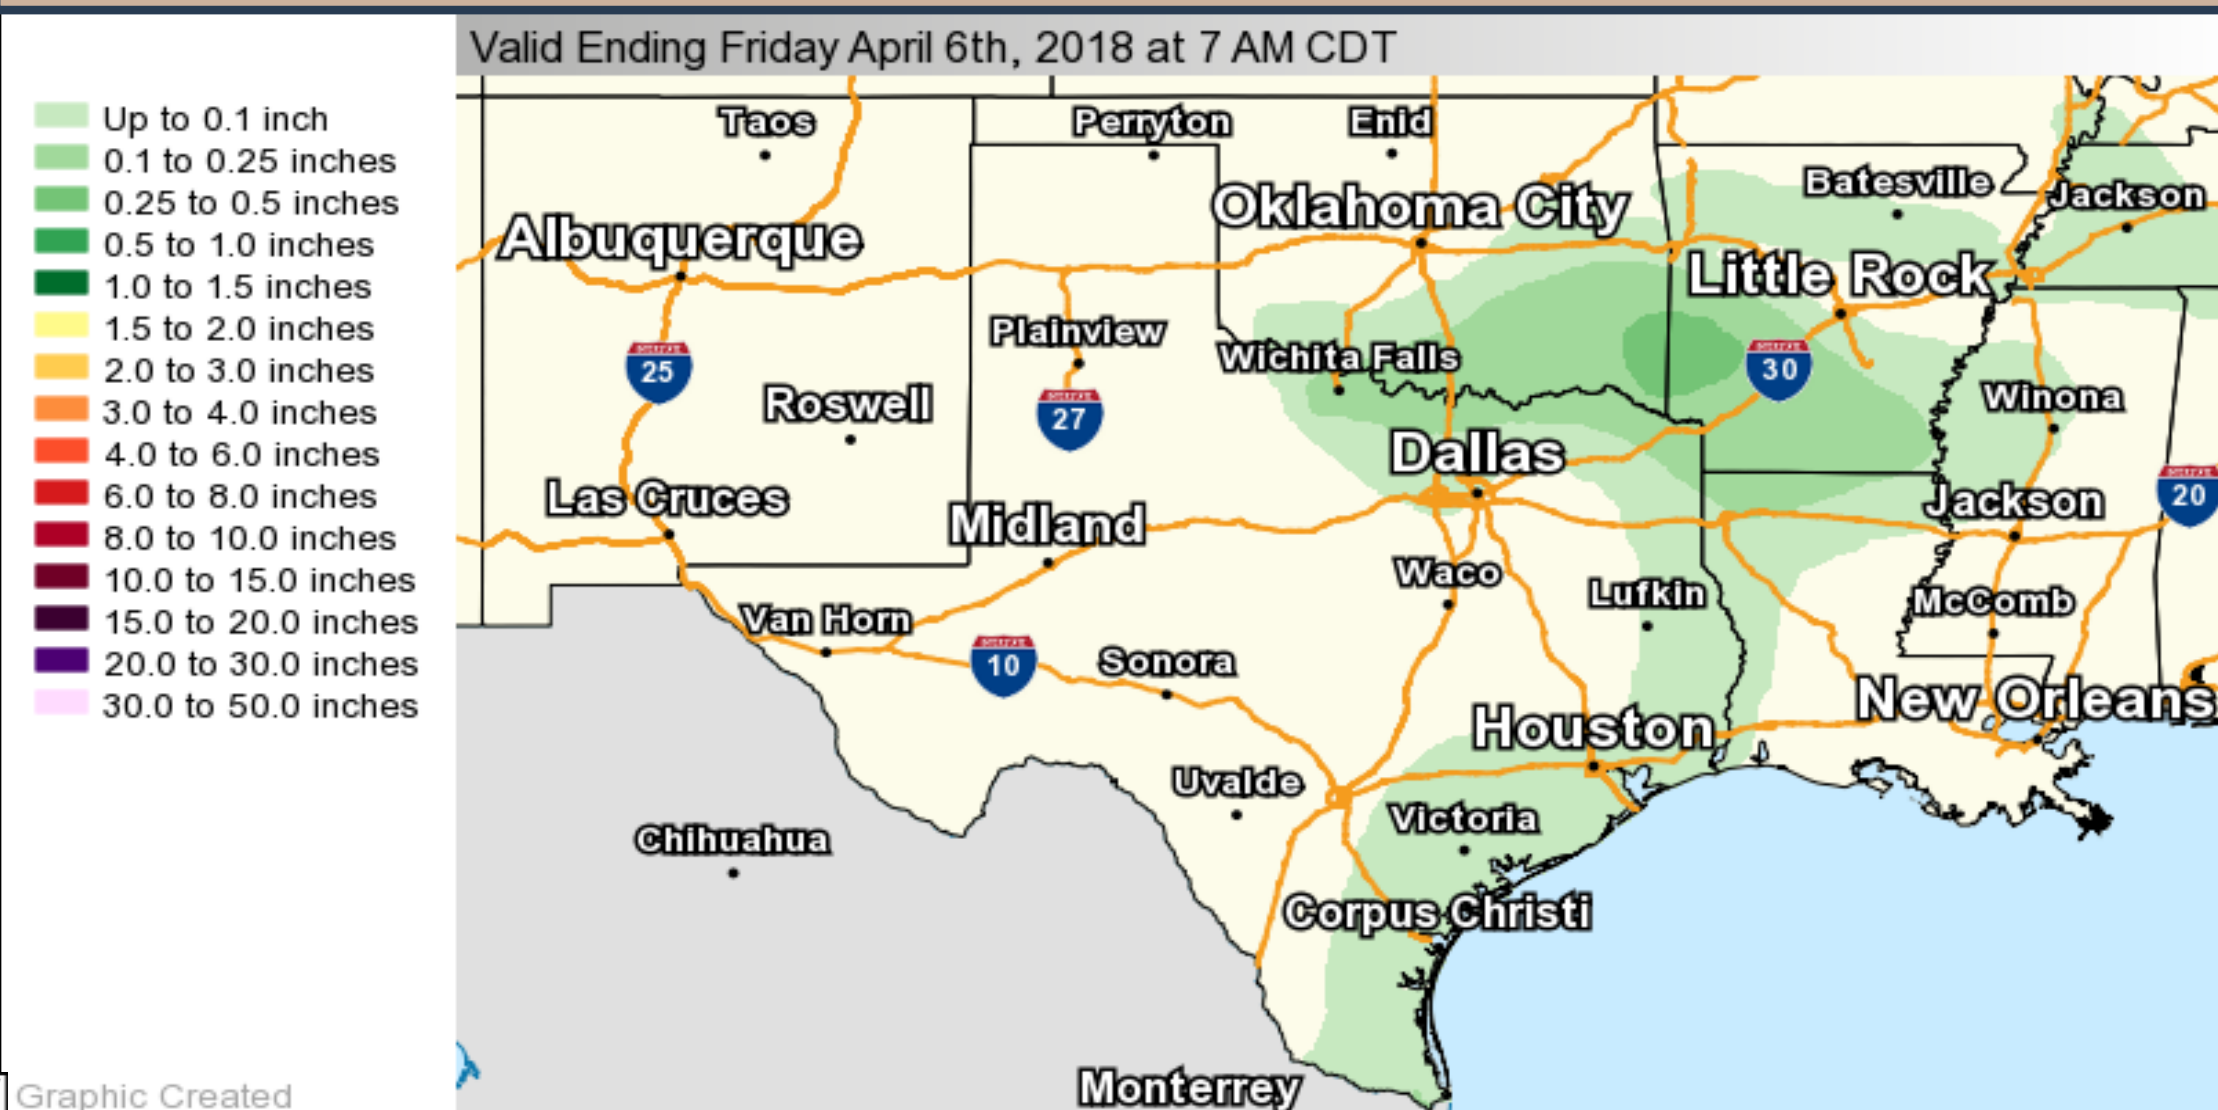 Valid Ending Friday April 6th, 2018 at 7 AM CDT
Up to 0.1 inch
0.1 to 0.25 inches
0.25 to 0.5 inches
0.5 to 1.0 inches
1.0 to 1.5 inches
1.5 to 2.0 inches
2.0 to 3.0 inches
3.0 to 4.0 inches
4.0 to 6.0 inches
6.0 to 8.0 inches
8.0 to 10.0 inches
10.0 to 15.0 inches
15.0 to 20.0 inches
20.0 to 30.0 inches
30.0 to 50.0 inches
Graphic Created
Taos
Perryton
Enid
Batesville
Jackson
Oklahoma City
Albuquerque
Little Rock
Plainview
Wichita Falls
25
30
27
Roswell
Winona
Dallas
Las Cruces
Midland
Jackson
20
Waco
Lufkin
McComb
Van Horn
10
Sonora
New Orleans
Houston
Uvalde
Victoria
Chihuahua
Corpus Christi
Monterrey